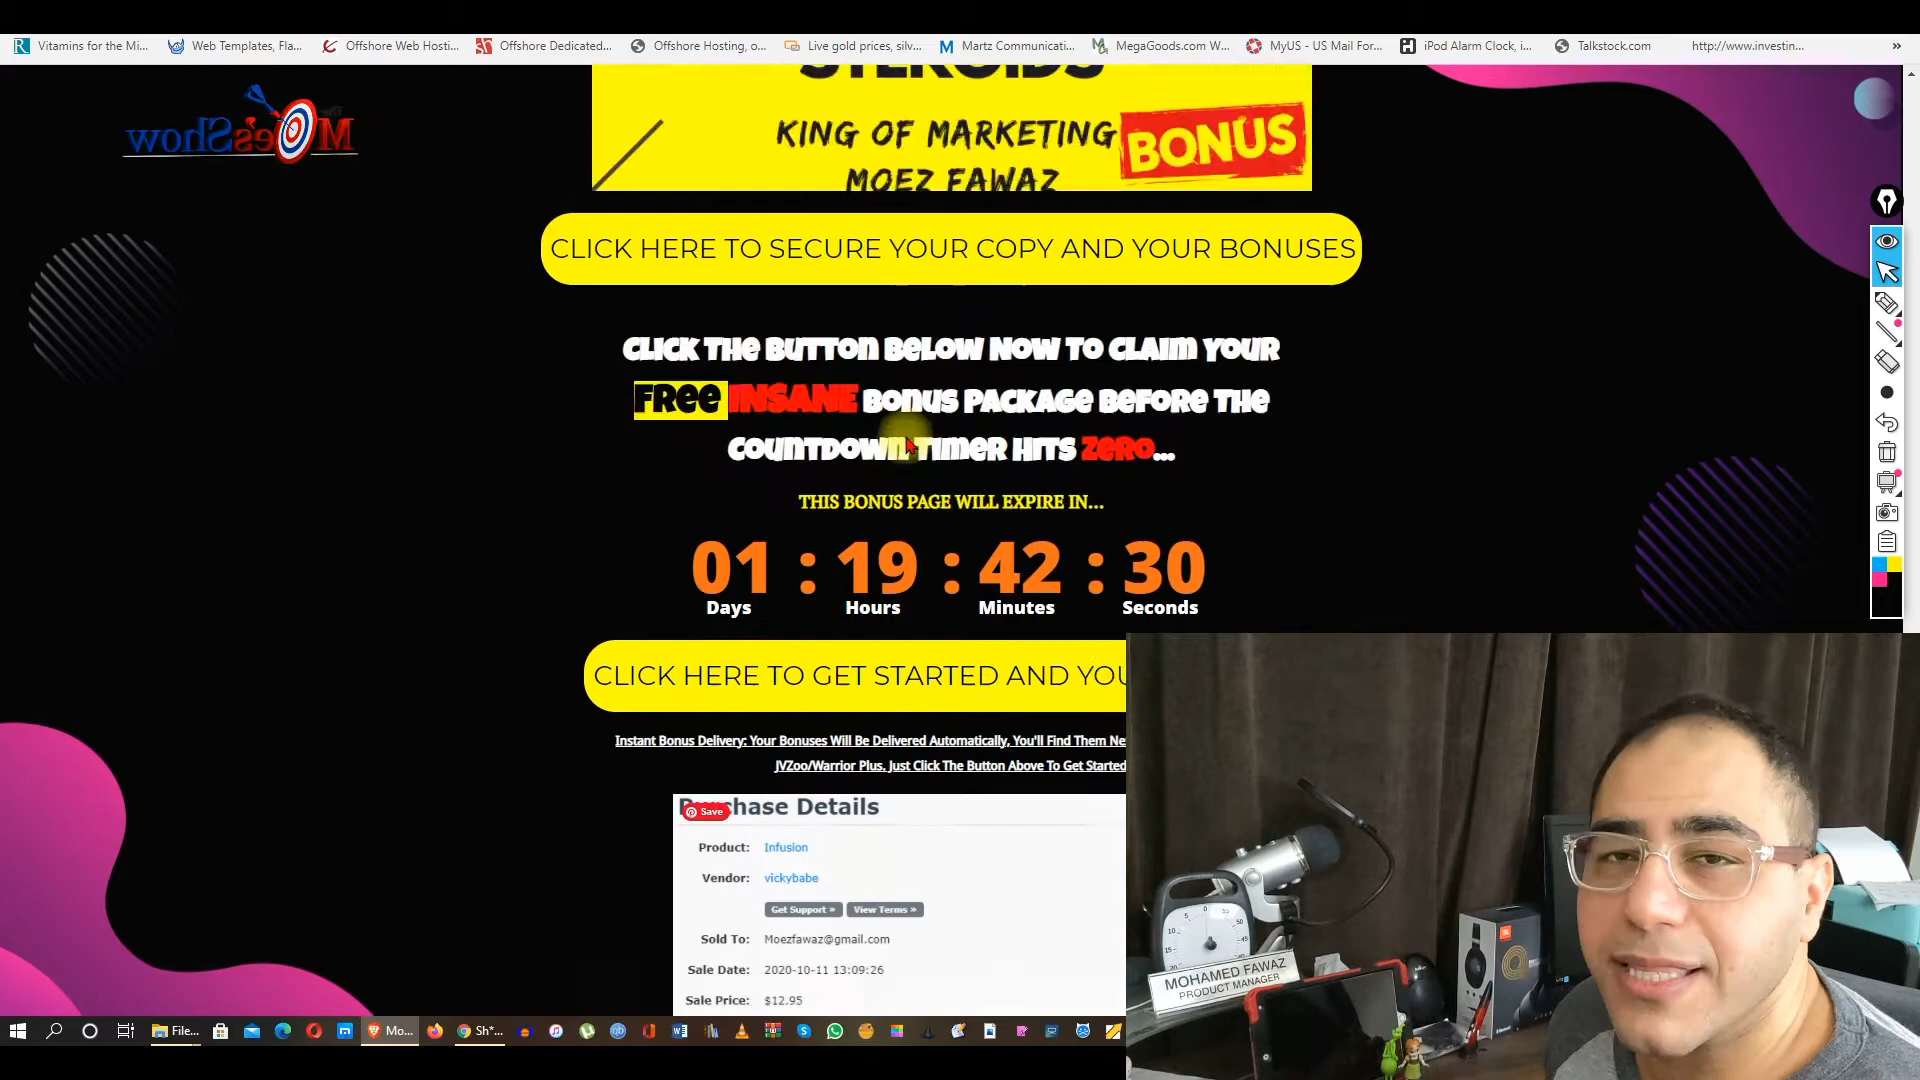 Vitamins for the Mi...
Web Templates, Fla...
Offshore Web Hosti...
Offshore Dedicated...
Offshore Hosting, o...
Live gold prices, silv...
Martz Communicati...
MegaGoods.com W...
MyUS - US Mail For...
iPod Alarm Clock, i...
Talkstock.com
http://www.investin...
»
STEROIDS
The Moe'sShow
KING OF MARKETING
BONUS
MOEZ FAWAZ
CLICK HERE TO SECURE YOUR COPY AND YOUR BONUSES
CLICK THE BUTTON BELOW NOW TO CLAIM YOUR
FREE INSANE BONUS PACKAGE BEFORE THE
COUNTDOWN TIMER HITS ZERO...
THIS BONUS PAGE WILL EXPIRE IN...
01 : 19 : 42 : 30
Days Hours Minutes Seconds
CLICK HERE TO GET STARTED AND YOU
Instant Bonus Delivery: Your Bonuses Will Be Delivered Automatically, You'll Find Them Ne
JVZoo/Warrior Plus. Just Click The Button Above To Get Started
Purchase Details
Save
Product: Infusion
Vendor: vickybabe
Get Support » View Terms »
Sold To: Moezfawaz@gmail.com
Sale Date: 2020-10-11 13:09:26
Sale Price: $12.95
MOHAMED FAWAZ
PRODUCT MANAGER
JBL
File...
Mo...
Sh*...